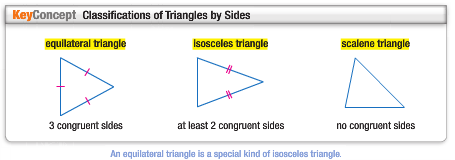 KeyConcept Classifications of Triangles by Sides
equilateral triangle
isosceles triangle
scalene triangle
3 congruent sides
at least 2 congruent sides
no congruent sides
An equilateral triangle is a special kind of isosceles triangle.